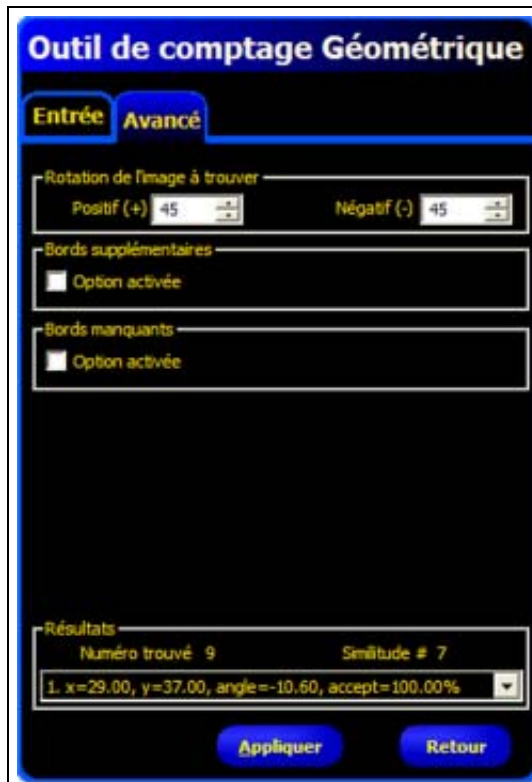 Outil de comptage Géométrique
Entrée Avancé
Rotation de l'image à trouver
Positif (+) 45 Négatif (-) 45
Bords supplémentaires
Option activée
Bords manquants
Option activée
Résultats
Numéro trouvé 9 Similitude # 7
1. x=29.00, y=37.00, angle=-10.60, accept=100.00%
Appliquer Retour